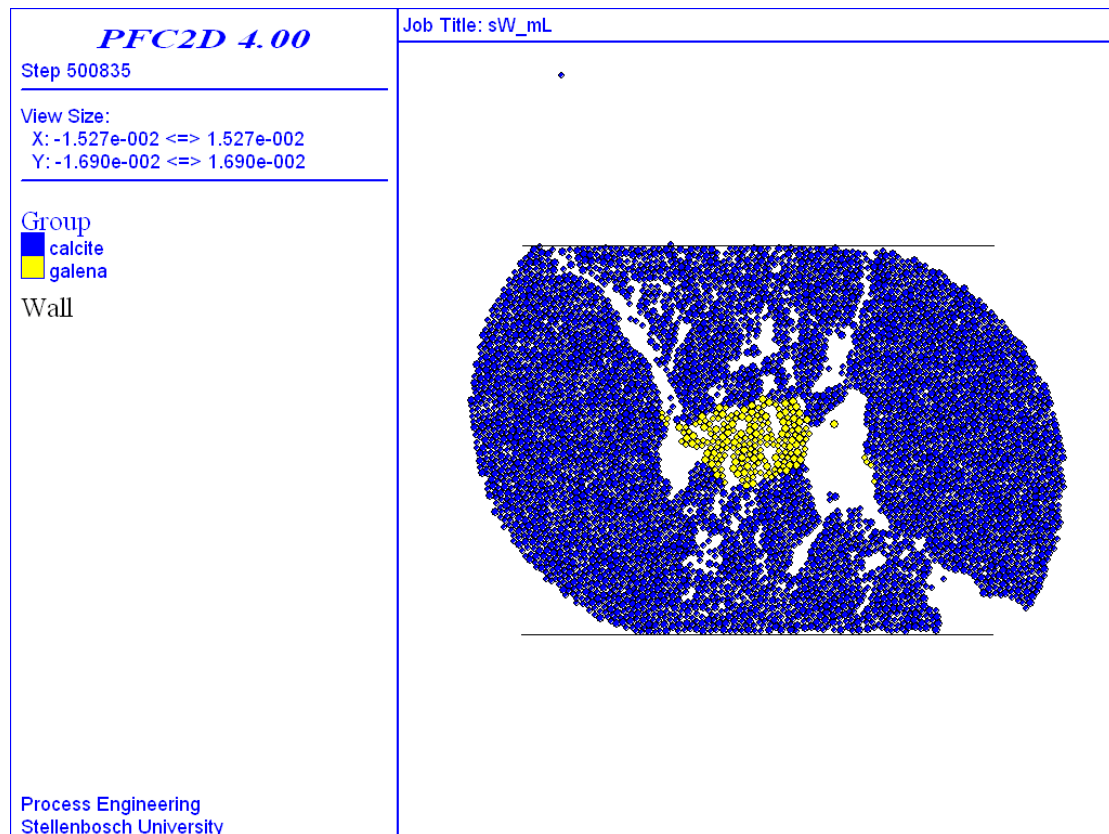 PFC2D 4.00
Step 500835
View Size:
X: -1.527e-002 <=> 1.527e-002
Y: -1.690e-002 <=> 1.690e-002
Group
calcite
galena
Wall
Process Engineering
Stellenbosch University
Job Title: sW_mL